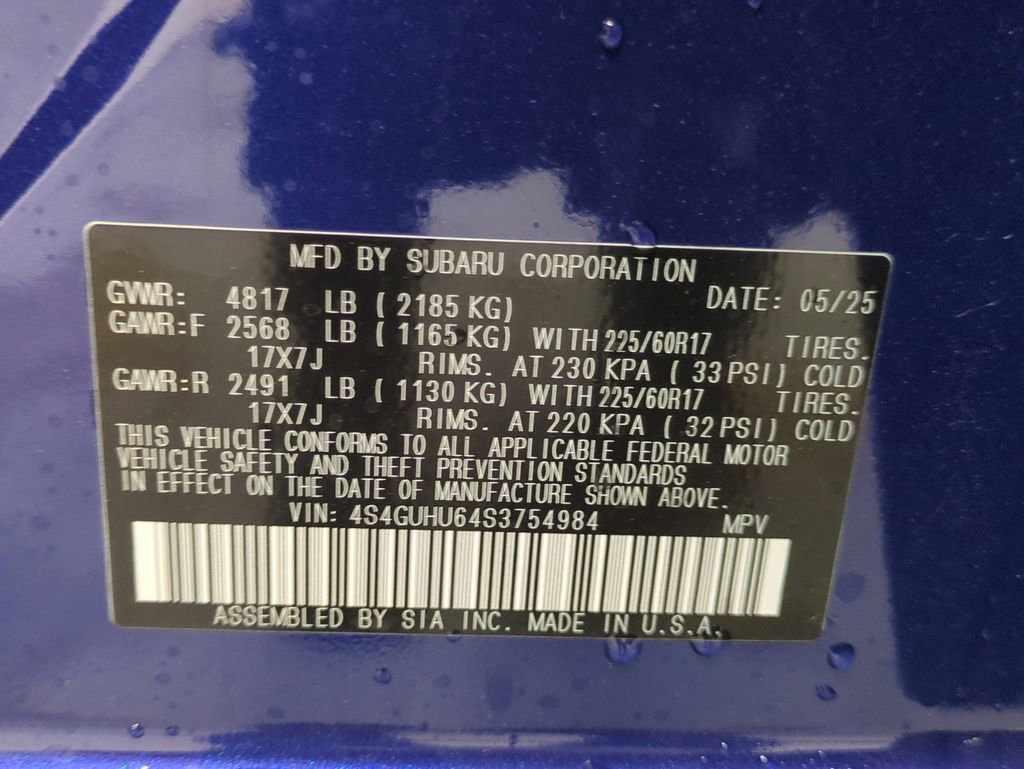 MFD BY SUBARU CORPORATION
GVWR: 4817 LB ( 2185 KG) DATE: 05/25
GAWR:F 2568 LB ( 1165 KG) WITH 225/60R17 TIRES.
17X7J RIMS. AT 230 KPA ( 33 PSI) COLD
GAWR:R 2491 LB ( 1130 KG) WITH 225/60R17 TIRES.
17X7J RIMS. AT 220 KPA ( 32 PSI) COLD
THIS VEHICLE CONFORMS TO ALL APPLICABLE FEDERAL MOTOR
VEHICLE SAFETY AND THEFT PREVENTION STANDARDS
IN EFFECT ON THE DATE OF MANUFACTURE SHOWN ABOVE.
VIN: 4S4GUHU64S3754984 MPV
ASSEMBLED BY SIA INC. MADE IN U.S.A.